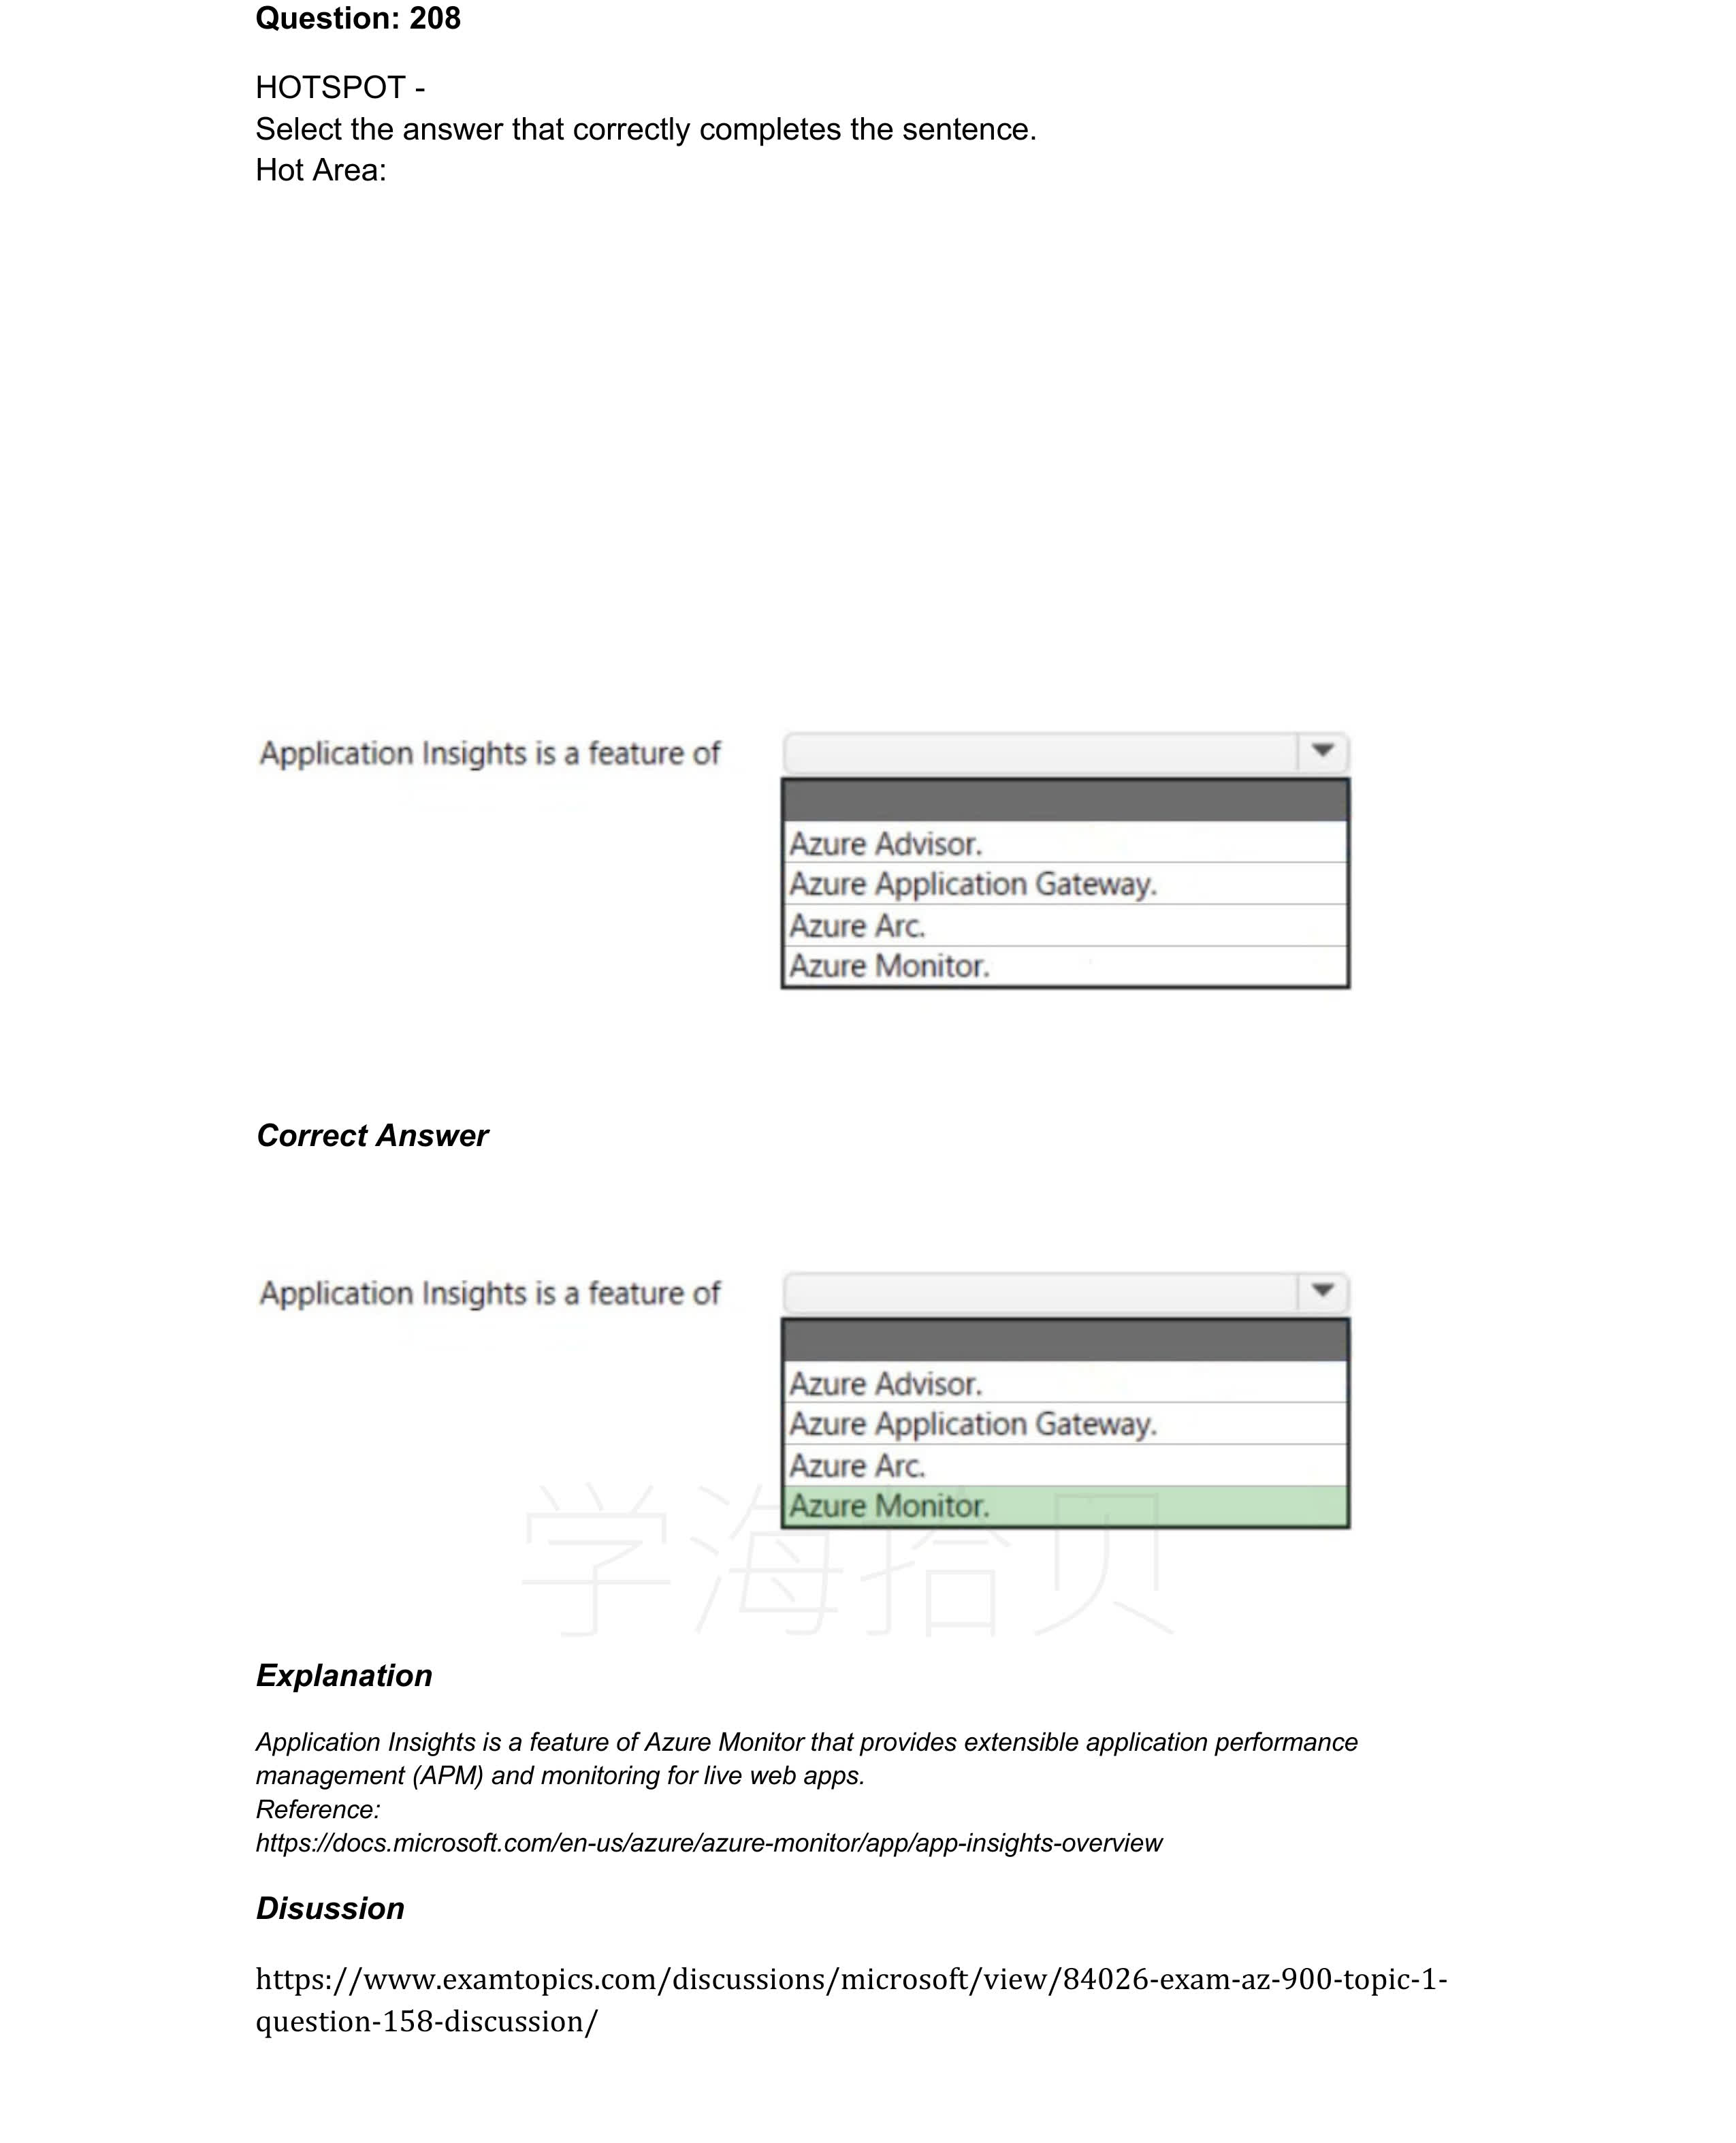 Question: 208
HOTSPOT -
Select the answer that correctly completes the sentence.
Hot Area:
Application Insights is a feature of
Azure Advisor.
Azure Application Gateway.
Azure Arc.
Azure Monitor.
Correct Answer
Application Insights is a feature of
Azure Advisor.
Azure Application Gateway.
Azure Arc.
Azure Monitor.
学海拾贝
Explanation
Application Insights is a feature of Azure Monitor that provides extensible application performance
management (APM) and monitoring for live web apps.
Reference:
https://docs.microsoft.com/en-us/azure/azure-monitor/app/app-insights-overview
Disussion
https://www.examtopics.com/discussions/microsoft/view/84026-exam-az-900-topic-1-
question-158-discussion/